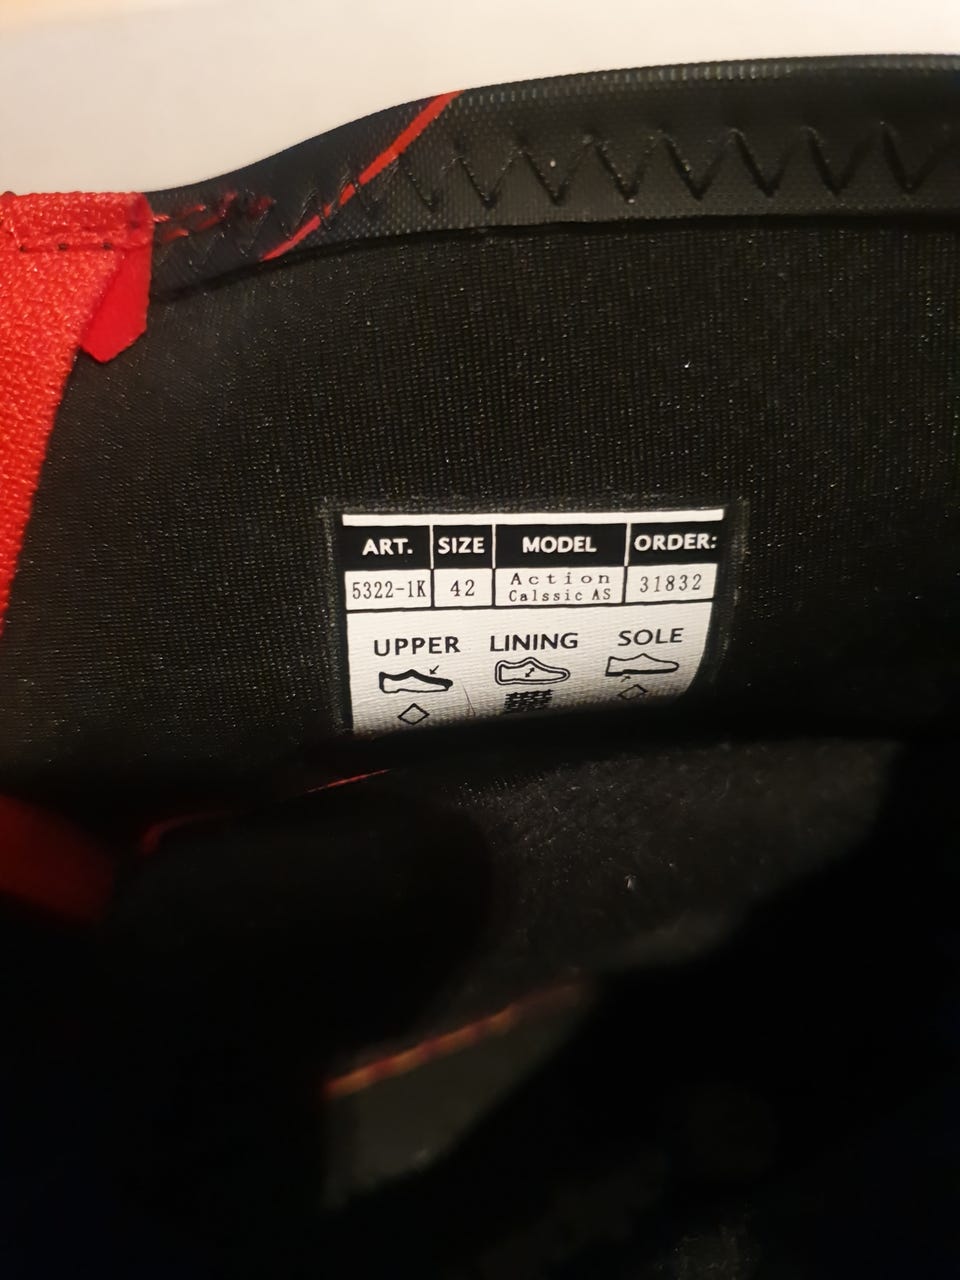 ART. SIZE MODEL ORDER:
5322-1K 42 Action Calssic AS 31832
UPPER LINING SOLE